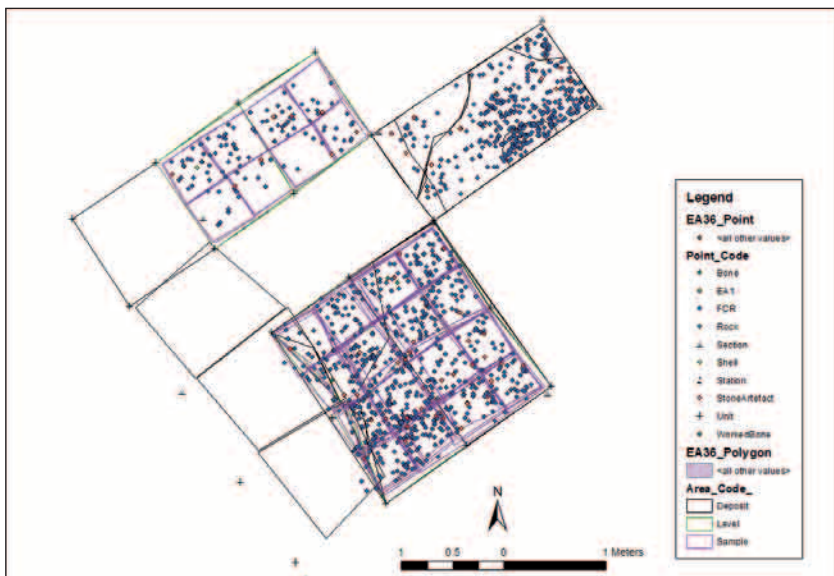 Legend
EA36_Point
<all other values>
Point_Code
Bone
EA1
FCR
Rock
Section
Shell
Station
StoneArtefact
Unit
WorkedBone
EA36_Polygon
<all other values>
Area_Code_
Deposit
Level
Sample
N
1 0.5 0 1 Meters